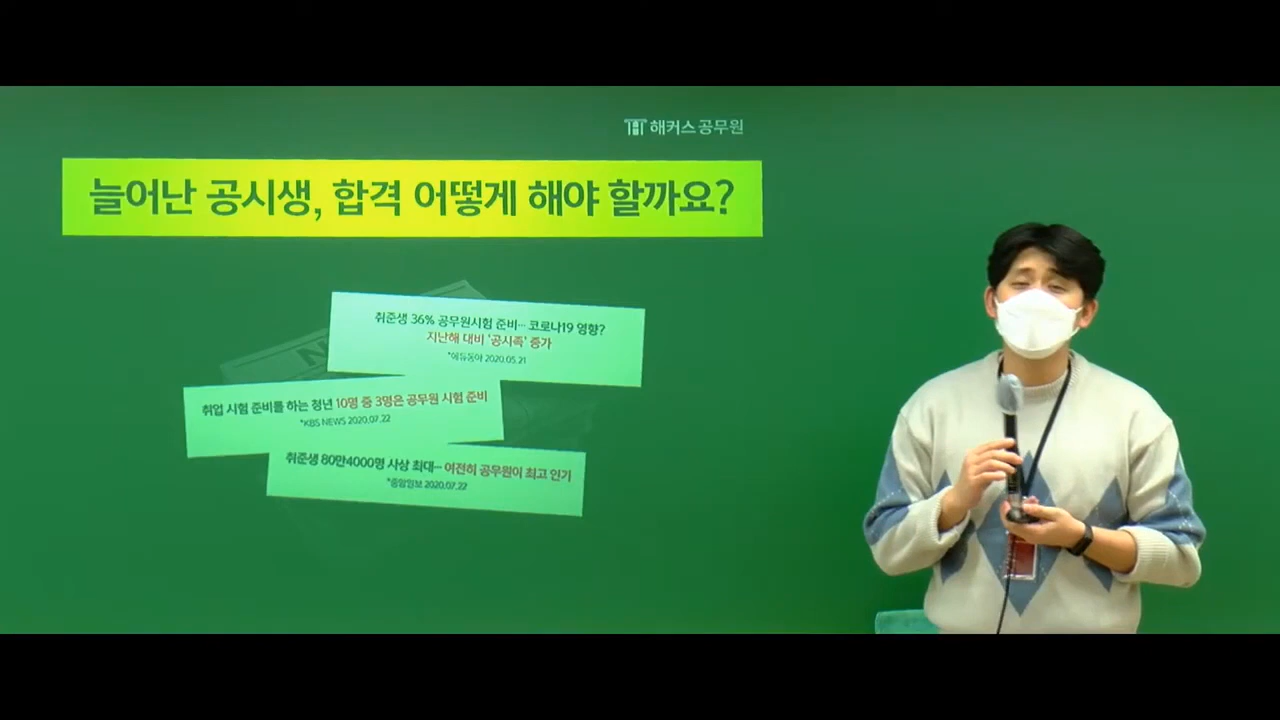 해커스 공무원
늘어난 공시생, 합격 어떻게 해야 할까요?
취준생 36% 공무원시험 준비… 코로나19 영향?
지난해 대비 '공시족' 증가
*에듀동아 2020.05.21
취업 시험 준비를 하는 청년 10명 중 3명은 공무원 시험 준비
*KBS NEWS 2020.07.22
취준생 80만4000명 사상 최대… 여전히 공무원이 최고 인기
*중앙일보 2020.07.22